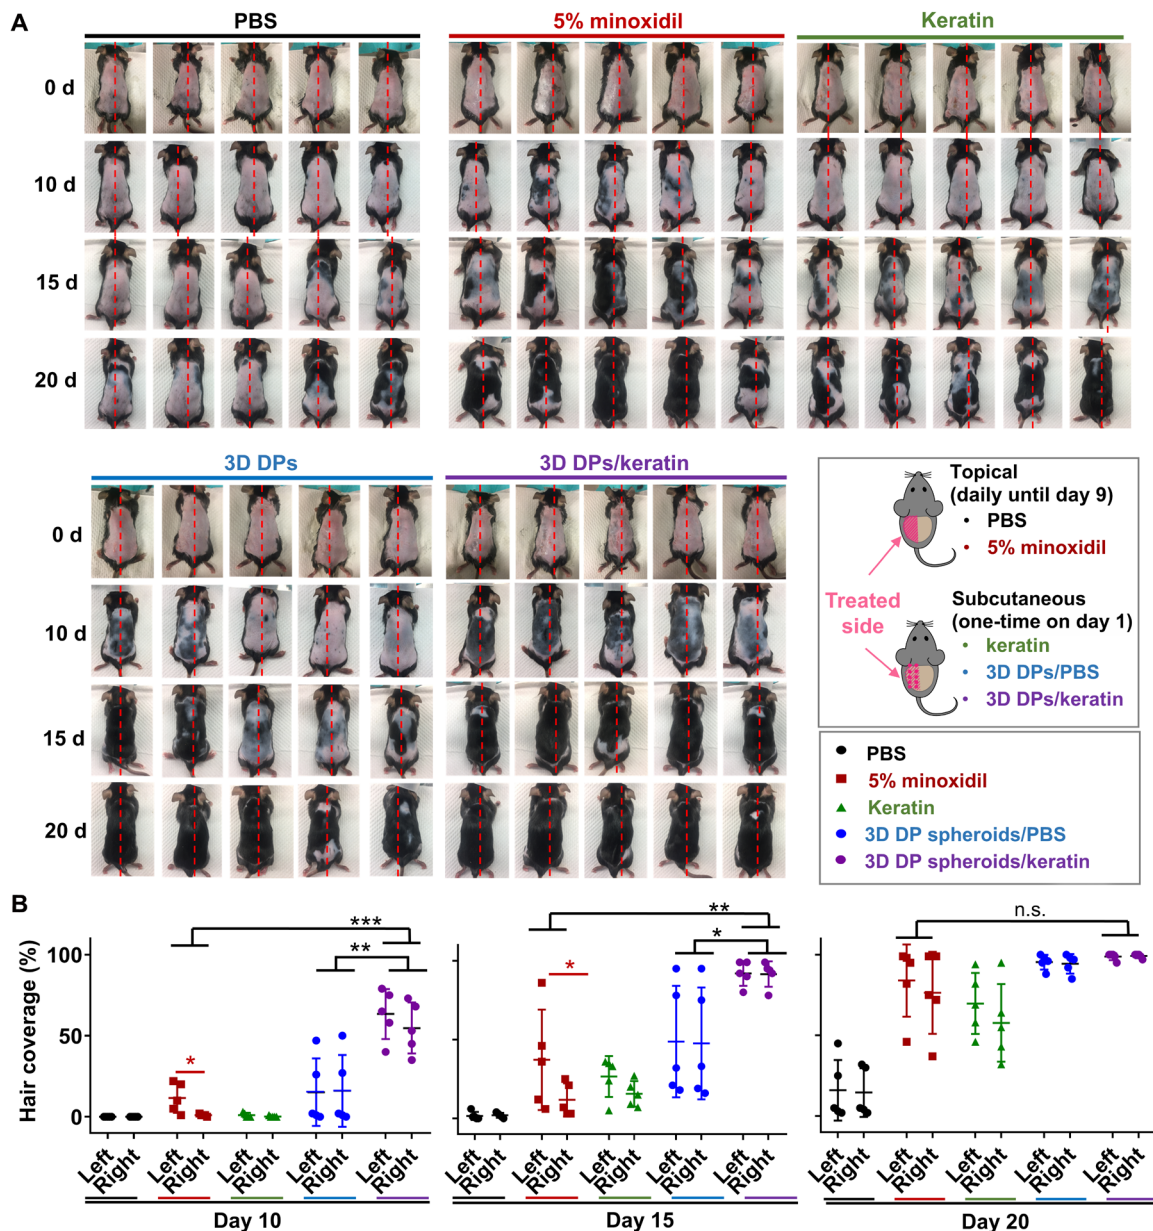 A
PBS
5% minoxidil
Keratin
0 d
10 d
15 d
20 d
3D DPs
3D DPs/keratin
0 d
10 d
15 d
20 d
Topical
(daily until day 9)
• PBS
• 5% minoxidil
Treated
side
Subcutaneous
(one-time on day 1)
• keratin
• 3D DPs/PBS
• 3D DPs/keratin
PBS
5% minoxidil
Keratin
3D DP spheroids/PBS
3D DP spheroids/keratin
B
Hair coverage (%)
100
50
0
*
***
**
Left Right Left Right Left Right Left Right Left Right
Day 10
*
**
*
Left Right Left Right Left Right Left Right Left Right
Day 15
100
50
0
n.s.
Left Right Left Right Left Right Left Right Left Right
Day 20